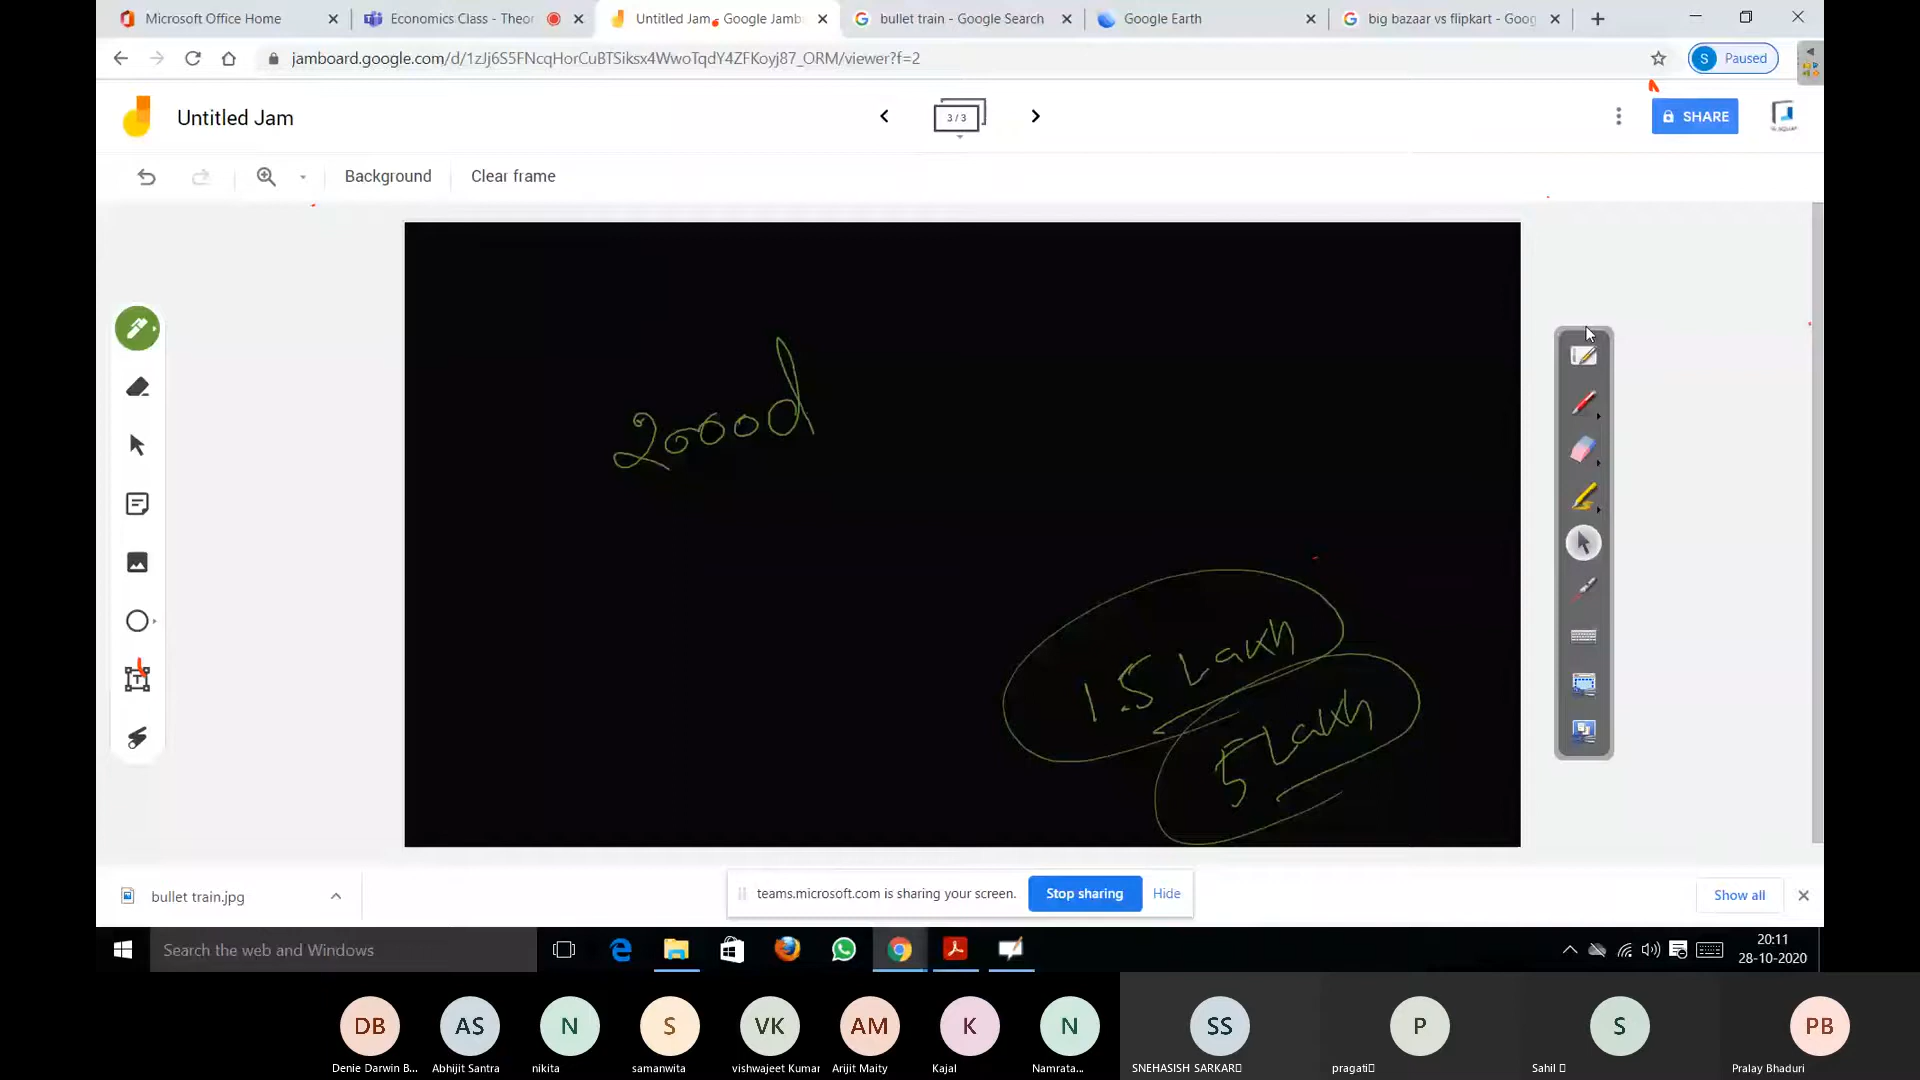 Microsoft Office Home
Economics Class - Theor
Untitled Jam - Google Jamb
bullet train - Google Search
Google Earth
big bazaar vs flipkart - Goog
jamboard.google.com/d/1zJj6S5FNcqHorCuBTSiksx4WwoTqdY4ZFKoyj87_ORM/viewer?f=2
S Paused
Untitled Jam
3 / 3
SHARE
Background
Clear frame
1.5 Lakh
5 Lakh
bullet train.jpg
teams.microsoft.com is sharing your screen.
Stop sharing
Hide
Show all
Search the web and Windows
20:11
28-10-2020
DB AS N S VK AM K N SS P S PB
Denie Darwin B... Abhijit Santra nikita samanwita vishwajeet Kumar Arijit Maity Kajal Namrata... SNEHASISH SARKAR pragati Sahil Pralay Bhaduri